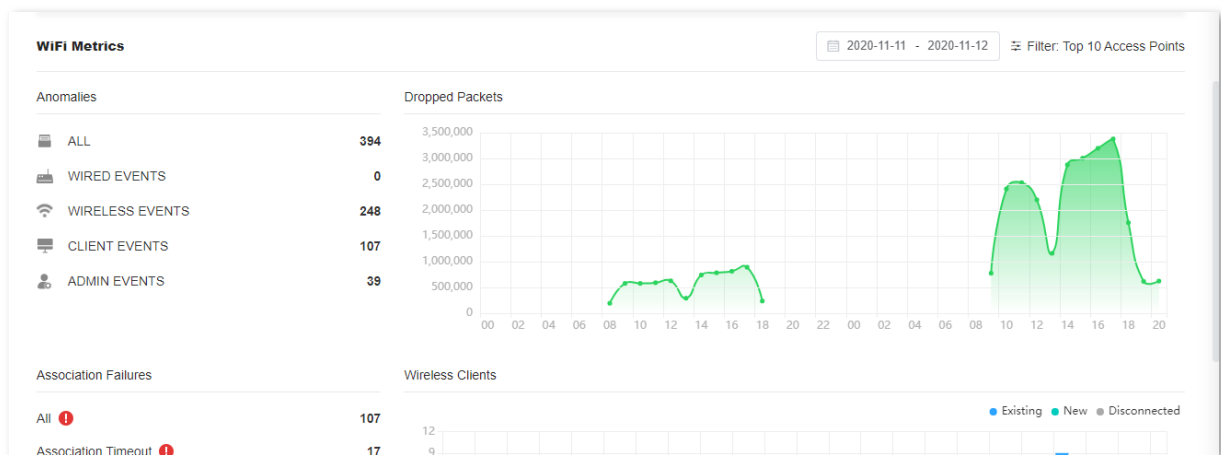 WiFi Metrics
2020-11-11 - 2020-11-12
Filter: Top 10 Access Points
Anomalies
ALL 394
WIRED EVENTS 0
WIRELESS EVENTS 248
CLIENT EVENTS 107
ADMIN EVENTS 39
Dropped Packets
3,500,000
3,000,000
2,500,000
2,000,000
1,500,000
1,000,000
500,000
0
00 02 04 06 08 10 12 14 16 18 20 22 00 02 04 06 08 10 12 14 16 18 20
Association Failures
All 107
Association Timeout 17
Wireless Clients
Existing New Disconnected
12
9